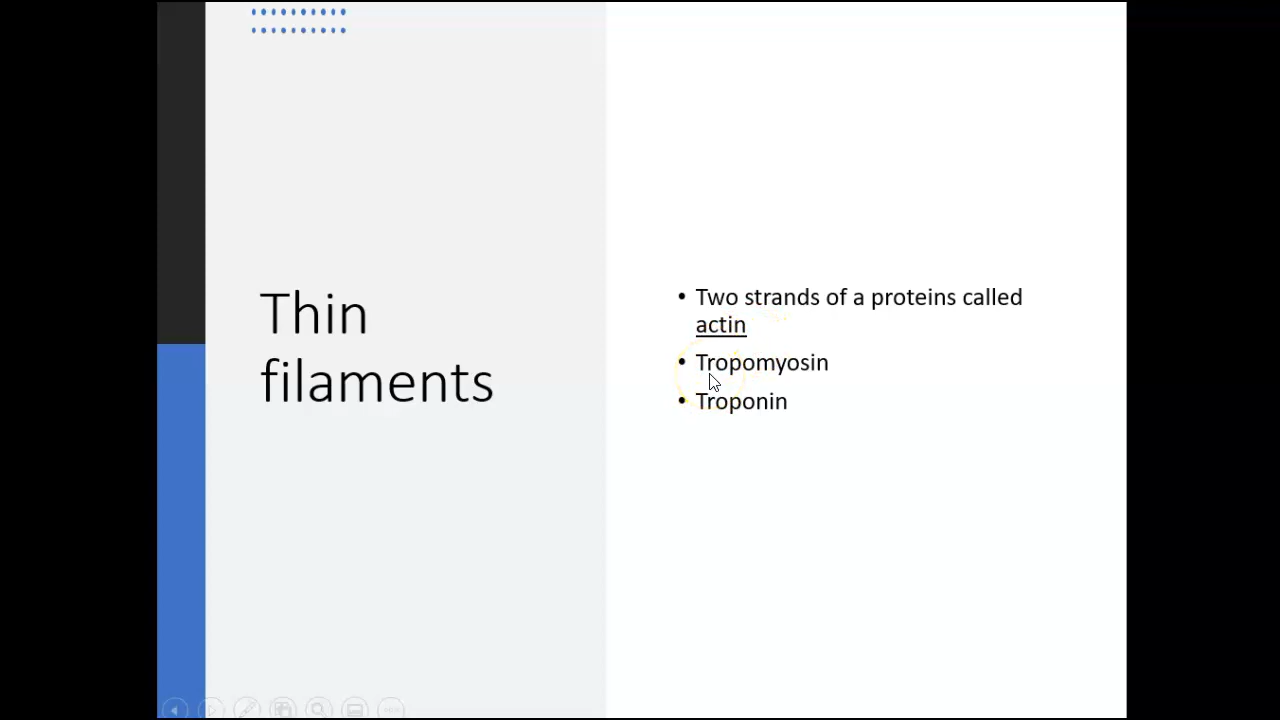 Thin
filaments
• Two strands of a proteins called
actin
• Tropomyosin
• Troponin